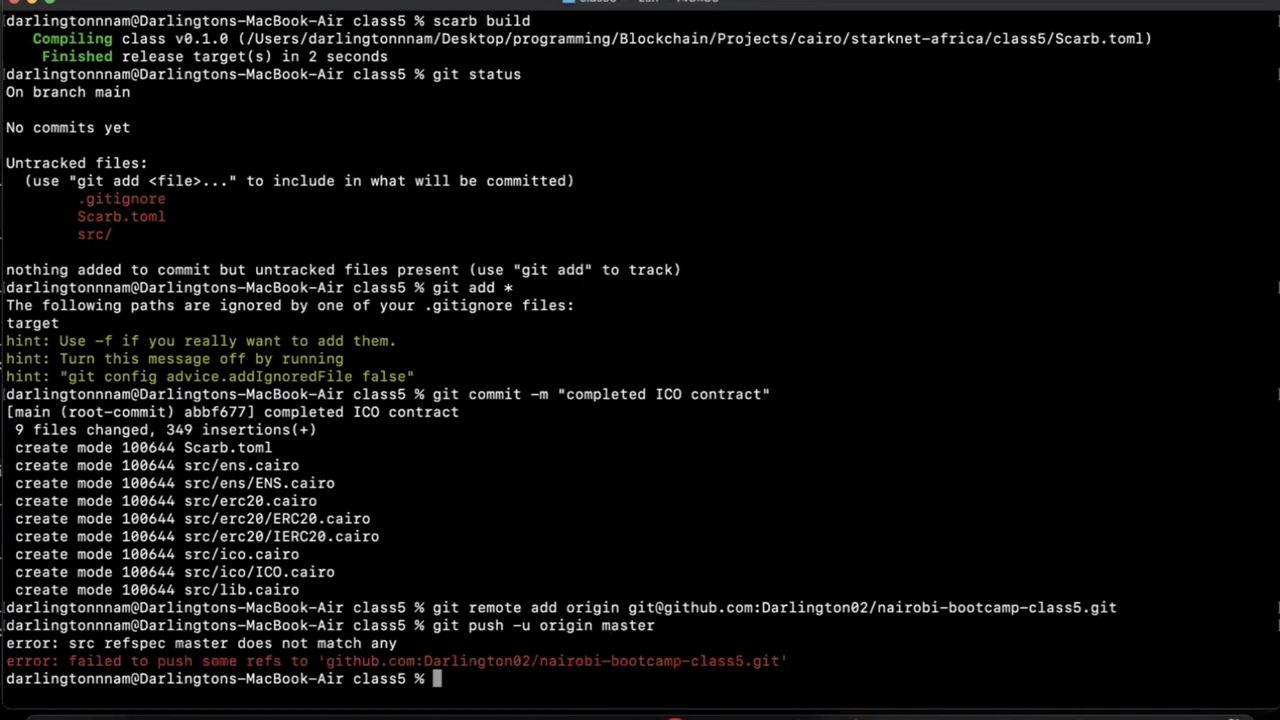 darlingtonnnam@Darlingtons-MacBook-Air class5 % scarb build
Compiling class v0.1.0 (/Users/darlingtonnnam/Desktop/programming/Blockchain/Projects/cairo/starknet-africa/class5/Scarb.toml)
Finished release target(s) in 2 seconds
darlingtonnnam@Darlingtons-MacBook-Air class5 % git status
On branch main
No commits yet
Untracked files:
(use "git add <file>..." to include in what will be committed)
.gitignore
Scarb.toml
src/
nothing added to commit but untracked files present (use "git add" to track)
darlingtonnnam@Darlingtons-MacBook-Air class5 % git add *
The following paths are ignored by one of your .gitignore files:
target
hint: Use -f if you really want to add them.
hint: Turn this message off by running
hint: "git config advice.addIgnoredFile false"
darlingtonnnam@Darlingtons-MacBook-Air class5 % git commit -m "completed ICO contract"
[main (root-commit) abbf677] completed ICO contract
9 files changed, 349 insertions(+)
create mode 100644 Scarb.toml
create mode 100644 src/ens.cairo
create mode 100644 src/ens/ENS.cairo
create mode 100644 src/erc20.cairo
create mode 100644 src/erc20/ERC20.cairo
create mode 100644 src/erc20/IERC20.cairo
create mode 100644 src/ico.cairo
create mode 100644 src/ico/ICO.cairo
create mode 100644 src/lib.cairo
darlingtonnnam@Darlingtons-MacBook-Air class5 % git remote add origin git@github.com:Darlington02/nairobi-bootcamp-class5.git
darlingtonnnam@Darlingtons-MacBook-Air class5 % git push -u origin master
error: src refspec master does not match any
error: failed to push some refs to 'github.com:Darlington02/nairobi-bootcamp-class5.git'
darlingtonnnam@Darlingtons-MacBook-Air class5 %